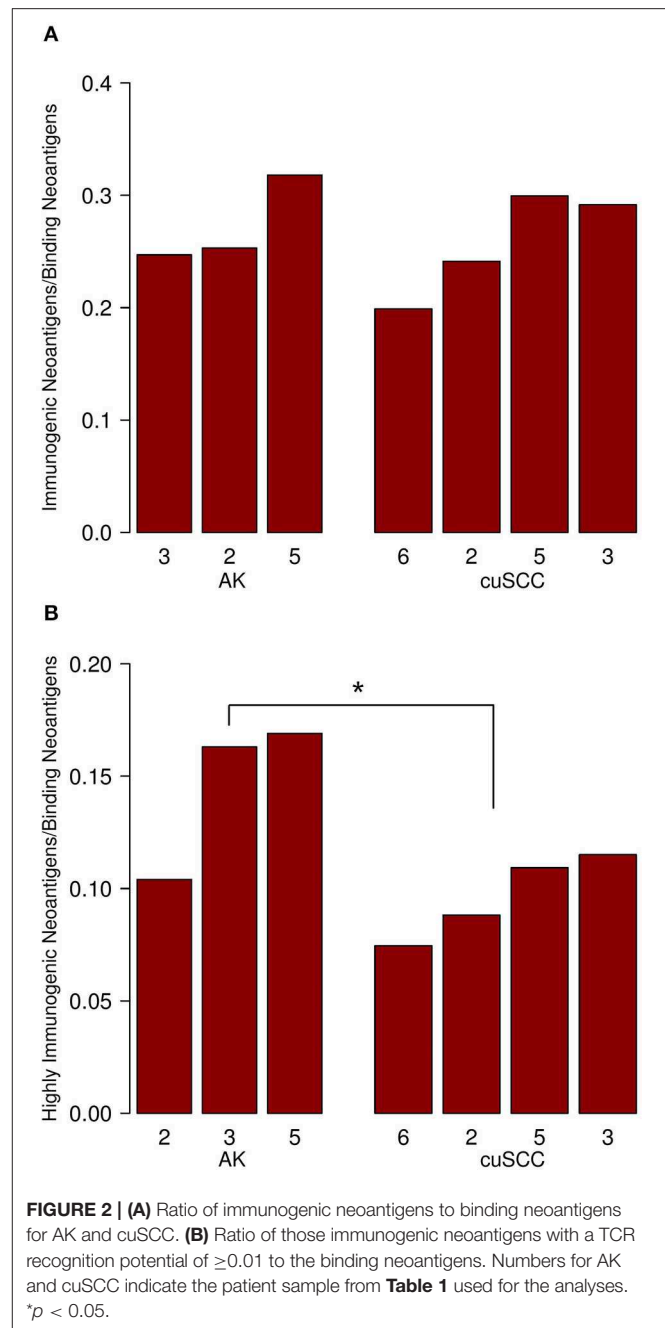 A
Immunogenic Neoantigens/Binding Neoantigens
0.4
0.3
0.2
0.1
0.0
3 2 5 6 2 5 3
AK cuSCC
B
Highly Immunogenic Neoantigens/Binding Neoantigens
0.20
0.15
0.10
0.05
0.00
*
2 3 5 6 2 5 3
AK cuSCC
FIGURE 2 | (A) Ratio of immunogenic neoantigens to binding neoantigens
for AK and cuSCC. (B) Ratio of those immunogenic neoantigens with a TCR
recognition potential of ≥0.01 to the binding neoantigens. Numbers for AK
and cuSCC indicate the patient sample from Table 1 used for the analyses.
*p < 0.05.